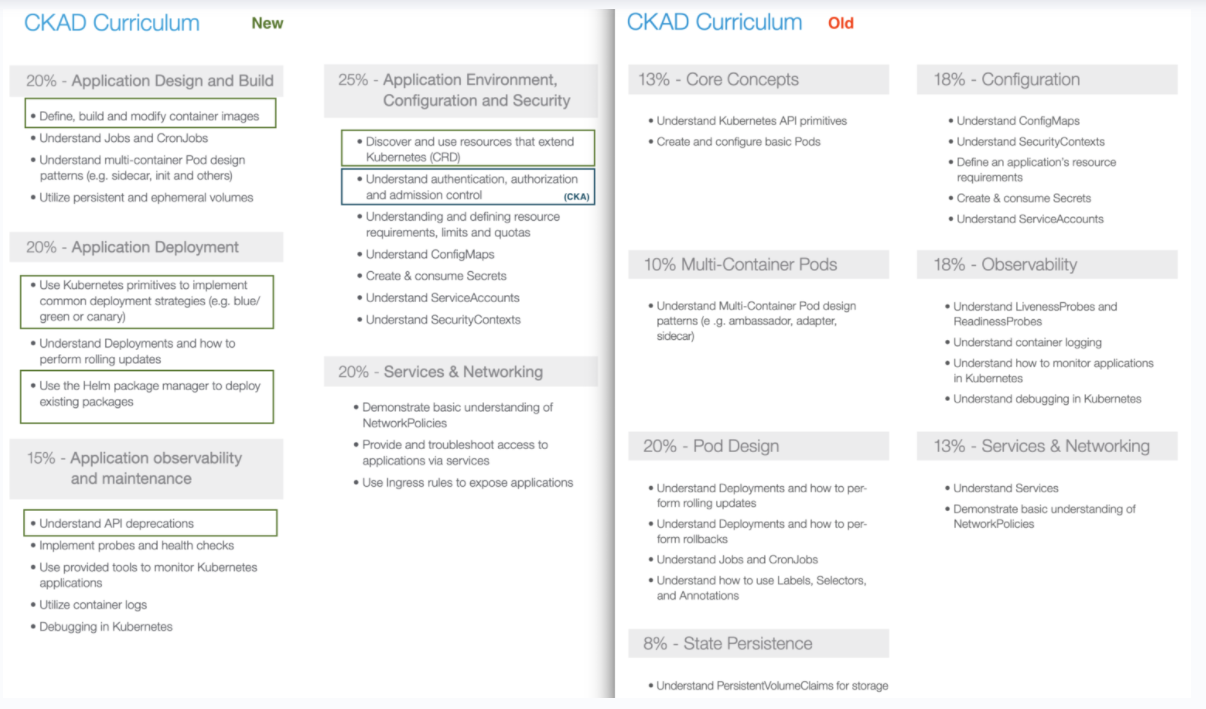 CKAD Curriculum New
20% - Application Design and Build
• Define, build and modify container images
• Understand Jobs and CronJobs
• Understand multi-container Pod design
patterns (e.g. sidecar, init and others)
• Utilize persistent and ephemeral volumes
20% - Application Deployment
• Use Kubernetes primitives to implement
common deployment strategies (e.g. blue/
green or canary)
• Understand Deployments and how to
perform rolling updates
• Use the Helm package manager to deploy
existing packages
15% - Application observability
and maintenance
• Understand API deprecations
• Implement probes and health checks
• Use provided tools to monitor Kubernetes
applications
• Utilize container logs
• Debugging in Kubernetes
25% - Application Environment,
Configuration and Security
• Discover and use resources that extend
Kubernetes (CRD)
• Understand authentication, authorization
and admission control (CKA)
• Understanding and defining resource
requirements, limits and quotas
• Understand ConfigMaps
• Create & consume Secrets
• Understand ServiceAccounts
• Understand SecurityContexts
20% - Services & Networking
• Demonstrate basic understanding of
NetworkPolicies
• Provide and troubleshoot access to
applications via services
• Use Ingress rules to expose applications
CKAD Curriculum Old
13% - Core Concepts
• Understand Kubernetes API primitives
• Create and configure basic Pods
10% Multi-Container Pods
• Understand Multi-Container Pod design
patterns (e .g. ambassador, adapter,
sidecar)
20% - Pod Design
• Understand Deployments and how to per-
form rolling updates
• Understand Deployments and how to per-
form rollbacks
• Understand Jobs and CronJobs
• Understand how to use Labels, Selectors,
and Annotations
8% - State Persistence
• Understand PersistentVolumeClaims for storage
18% - Configuration
• Understand ConfigMaps
• Understand SecurityContexts
• Define an application's resource
requirements
• Create & consume Secrets
• Understand ServiceAccounts
18% - Observability
• Understand LivenessProbes and
ReadinessProbes
• Understand container logging
• Understand how to monitor applications
in Kubernetes
• Understand debugging in Kubernetes
13% - Services & Networking
• Understand Services
• Demonstrate basic understanding of
NetworkPolicies